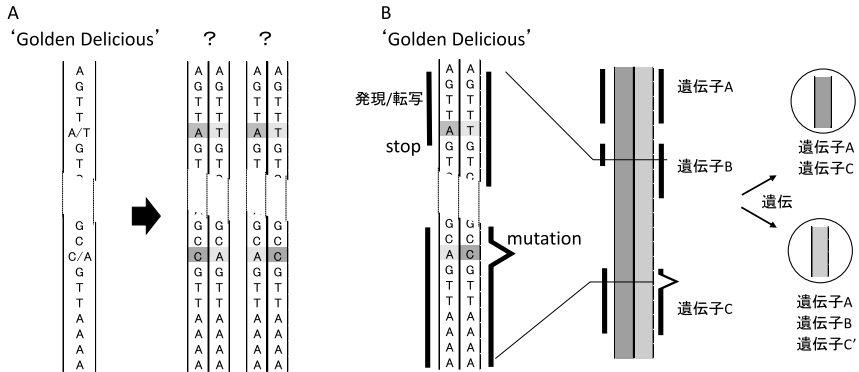 A
'Golden Delicious' ? ?
A A A A A
G G G G G
T T T T T
T T T T T
A/T A T A T
G G G G G
T T T T T
G G G G G
C C C C C
C/A C A A C
G G G G G
T T T T T
T T T T T
A A A A A
A A A A A
A A A A A
A A A A A
B
'Golden Delicious'
A A
G G
T T
T T
A T
G G
T T
G G
C C
A C
G G
T T
T T
A A
A A
A A
A A
発現/転写
stop
mutation
遺伝子A
遺伝子B
遺伝子C
遺伝
遺伝子A
遺伝子C
遺伝子A
遺伝子B
遺伝子C'